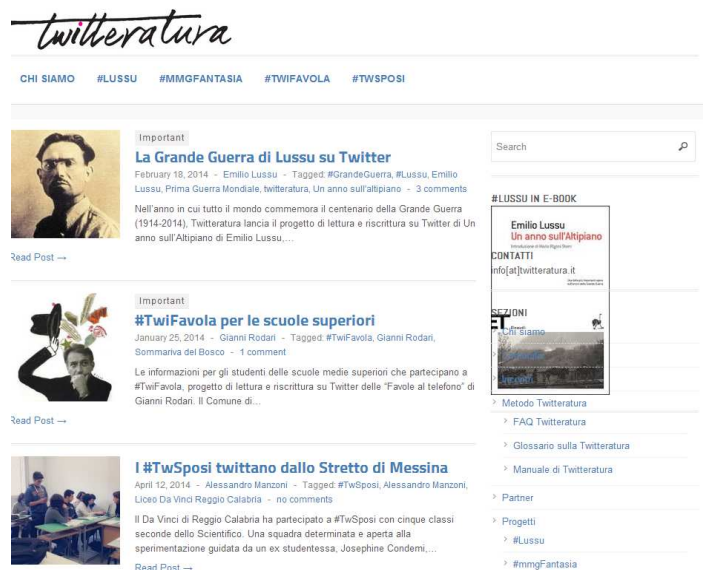 twitteratura
CHI SIAMO #LUSSU #MMGFANTASIA #TWIFAVOLA #TWSPOSI
Important
La Grande Guerra di Lussu su Twitter
February 18, 2014 - Emilio Lussu - Tagged: #GrandeGuerra, #Lussu, Emilio
Lussu, Prima Guerra Mondiale, twitteratura, Un anno sull'altipiano - 3 comments
Nell'anno in cui tutto il mondo commemora il centenario della Grande Guerra
(1914-2014), Twitteratura lancia il progetto di lettura e riscrittura su Twitter di Un
anno sull'Altipiano di Emilio Lussu,…
Read Post →
Important
#TwiFavola per le scuole superiori
January 25, 2014 - Gianni Rodari - Tagged: #TwiFavola, Gianni Rodari,
Sommariva del Bosco - 1 comment
Le informazioni per gli studenti delle scuole medie superiori che partecipano a
#TwiFavola, progetto di lettura e riscrittura su Twitter delle "Favole al telefono" di
Gianni Rodari. Il Comune di…
Read Post →
I #TwSposi twittano dallo Stretto di Messina
April 12, 2014 - Alessandro Manzoni - Tagged: #TwSposi, Alessandro Manzoni,
Liceo Da Vinci Reggio Calabria - no comments
Il Da Vinci di Reggio Calabria ha partecipato a #TwSposi con cinque classi
seconde dello Scientifico. Una squadra determinata e aperta alla
sperimentazione guidata da un ex studentessa, Josephine Condemi,…
Read Post →
Search
#LUSSU IN E-BOOK
Emilio Lussu
Un anno sull'Altipiano
CONTATTI
info[at]twitteratura.it
SEZIONI
ET
Chi siamo
Metodo Twitteratura
FAQ Twitteratura
Glossario sulla Twitteratura
Manuale di Twitteratura
Partner
Progetti
#Lussu
#mmgFantasia